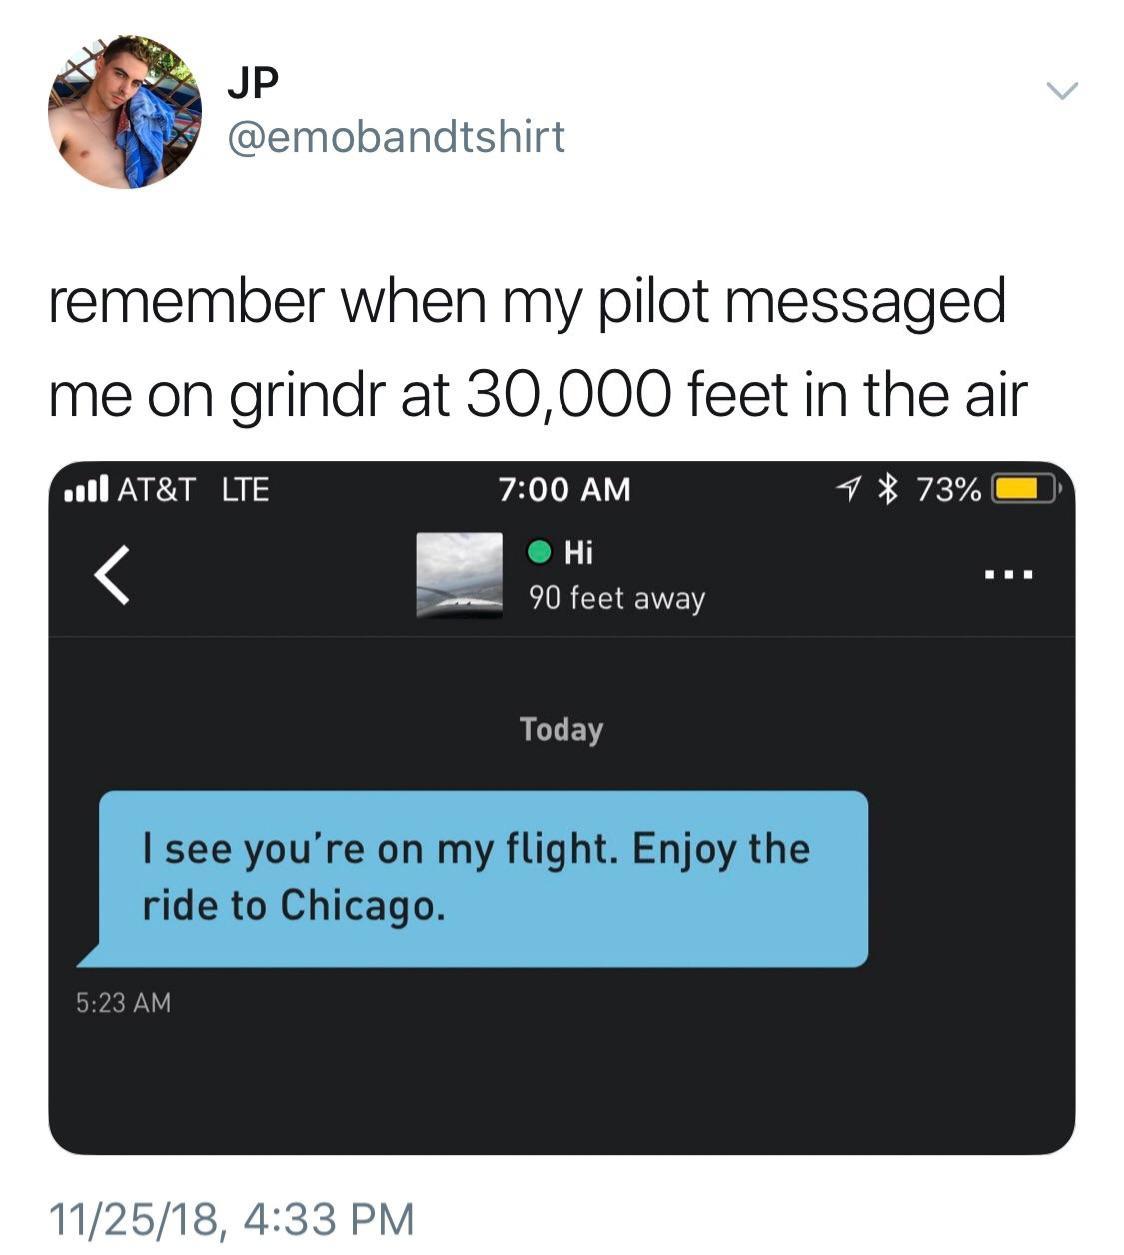 JP
@emobandtshirt
remember when my pilot messaged
me on grindr at 30,000 feet in the air
AT&T LTE 7:00 AM 73%
Hi
90 feet away
Today
I see you're on my flight. Enjoy the
ride to Chicago.
5:23 AM
11/25/18, 4:33 PM